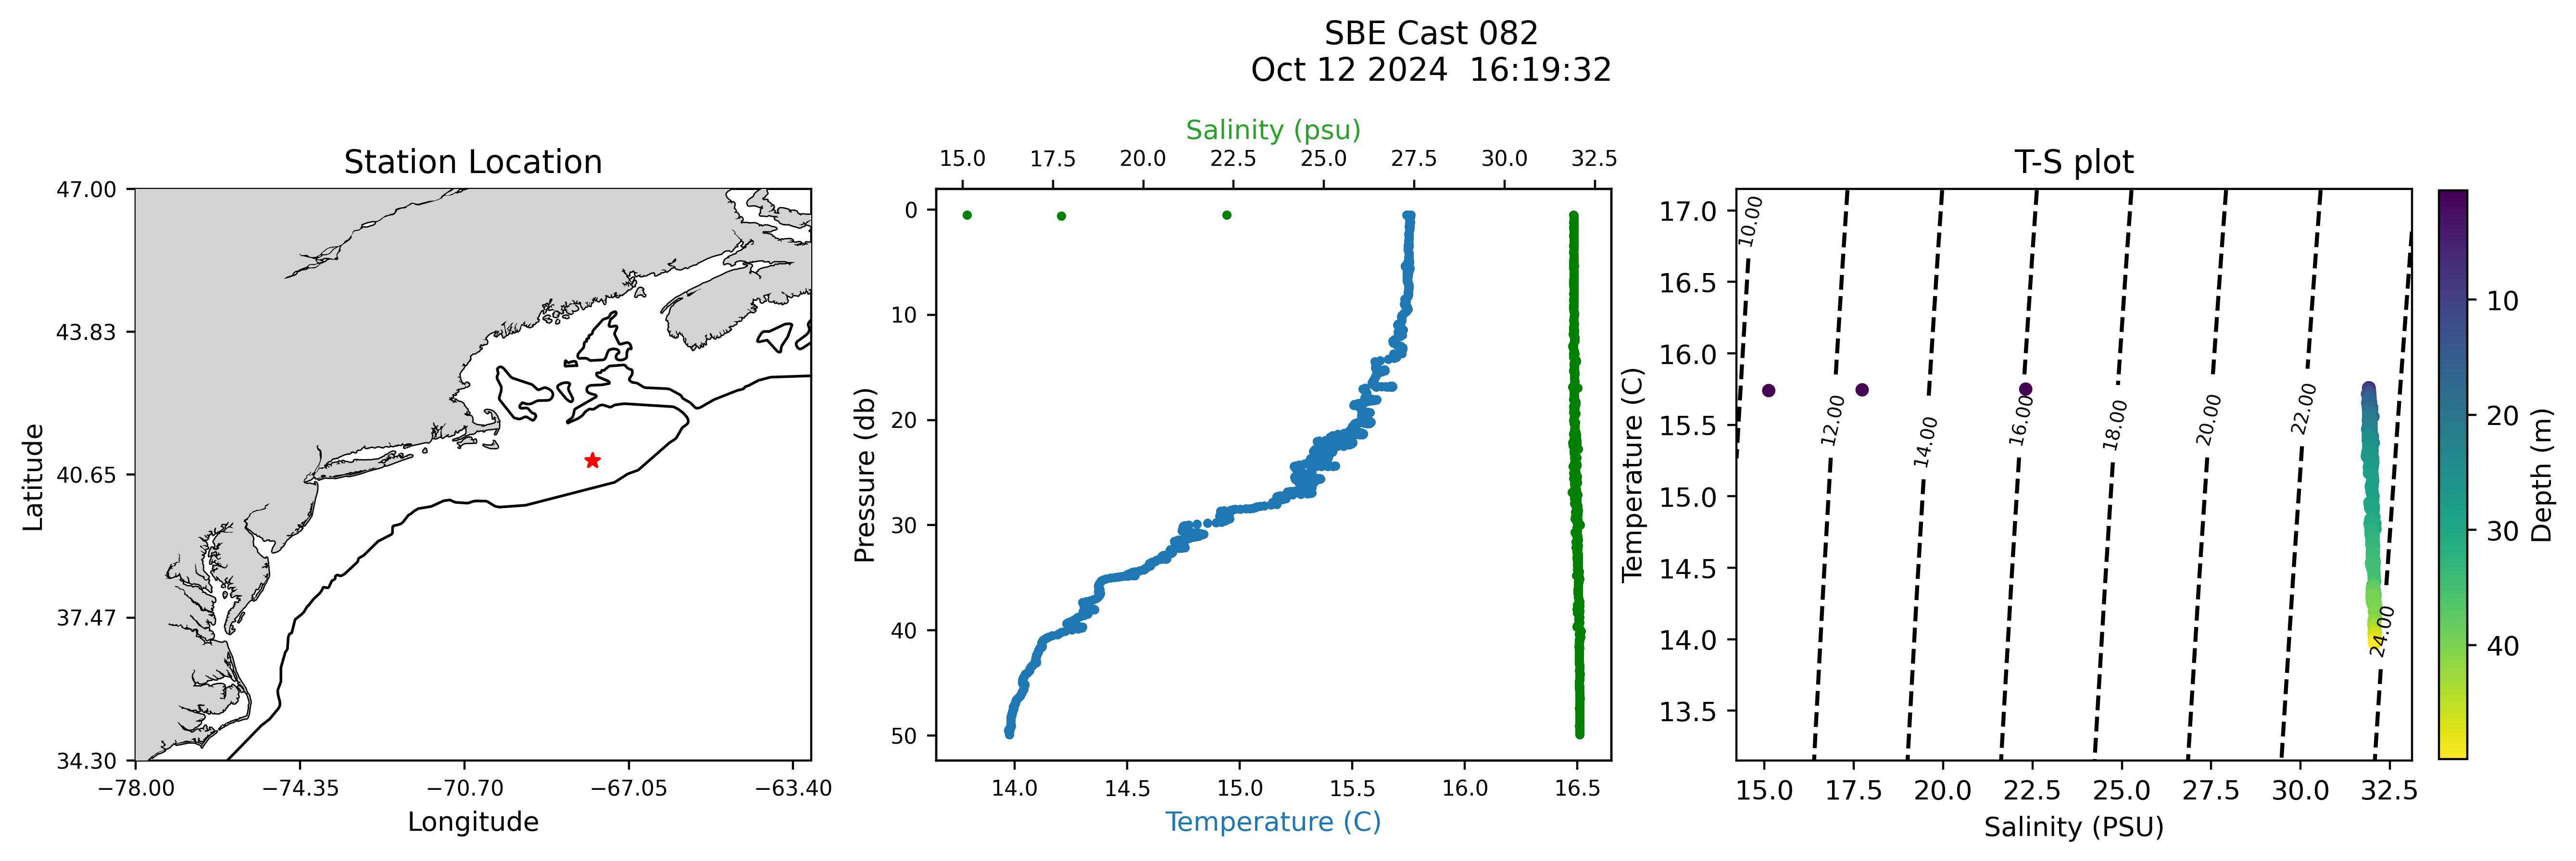 SBE Cast 082
Oct 12 2024  16:19:32
Station Location
47.00
43.83
40.65
37.47
34.30
Latitude
−78.00 −74.35 −70.70 −67.05 −63.40
Longitude
Salinity (psu)
15.0 17.5 20.0 22.5 25.0 27.5 30.0 32.5
0
10
20
30
40
50
Pressure (db)
14.0 14.5 15.0 15.5 16.0 16.5
Temperature (C)
T-S plot
17.0
16.5
16.0
15.5
15.0
14.5
14.0
13.5
Temperature (C)
10.00
12.00
14.00
16.00
18.00
20.00
22.00
24.00
15.0 17.5 20.0 22.5 25.0 27.5 30.0 32.5
Salinity (PSU)
10
20
30
40
Depth (m)